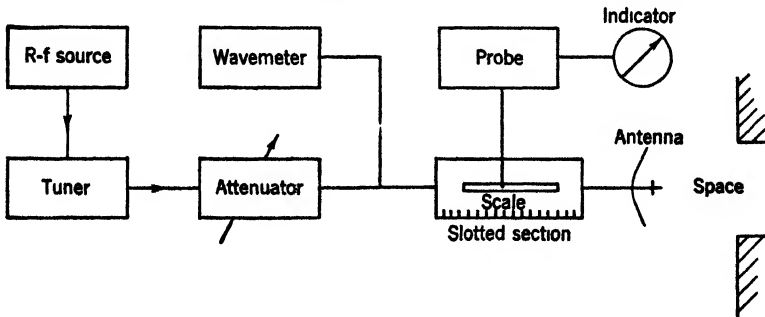 Indicator
R-f source
Wavemeter
Probe
Antenna
Tuner
Attenuator
Scale
Space
Slotted section